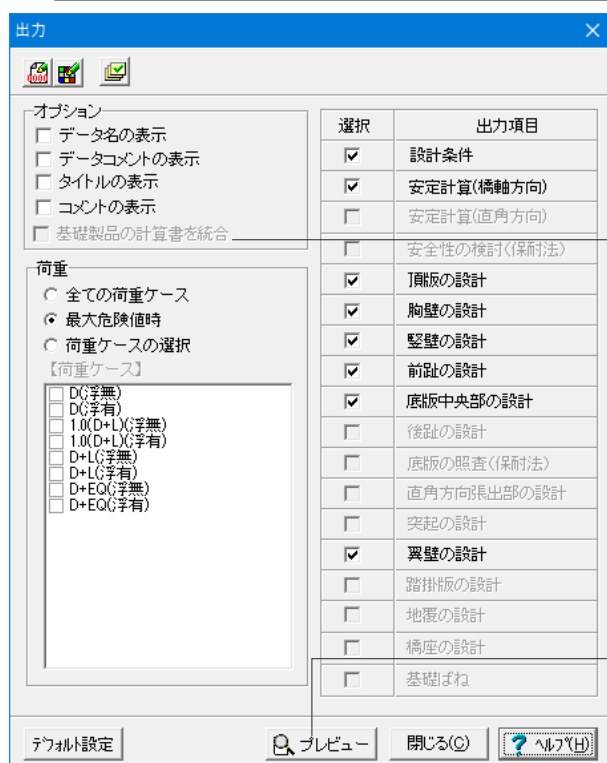 出力
good
オプション
データ名の表示
データコメントの表示
タイトルの表示
コメントの表示
基礎製品の計算書を統合
荷重
全ての荷重ケース
最大危険値時
荷重ケースの選択
【荷重ケース】
D(浮無)
D(浮有)
1.0(D+L)(浮無)
1.0(D+L)(浮有)
D+L(浮無)
D+L(浮有)
D+EQ(浮無)
D+EQ(浮有)
選択 出力項目
設計条件
安定計算(橋軸方向)
安定計算(直角方向)
安全性の検討(保耐法)
頂版の設計
胸壁の設計
竪壁の設計
前趾の設計
底版中央部の設計
後趾の設計
底版の照査(保耐法)
直角方向張出部の設計
突起の設計
翼壁の設計
踏掛版の設計
地覆の設計
橋座の設計
基礎ばね
デフォルト設定 プレビュー 閉じる(C) ? ヘルプ(H)